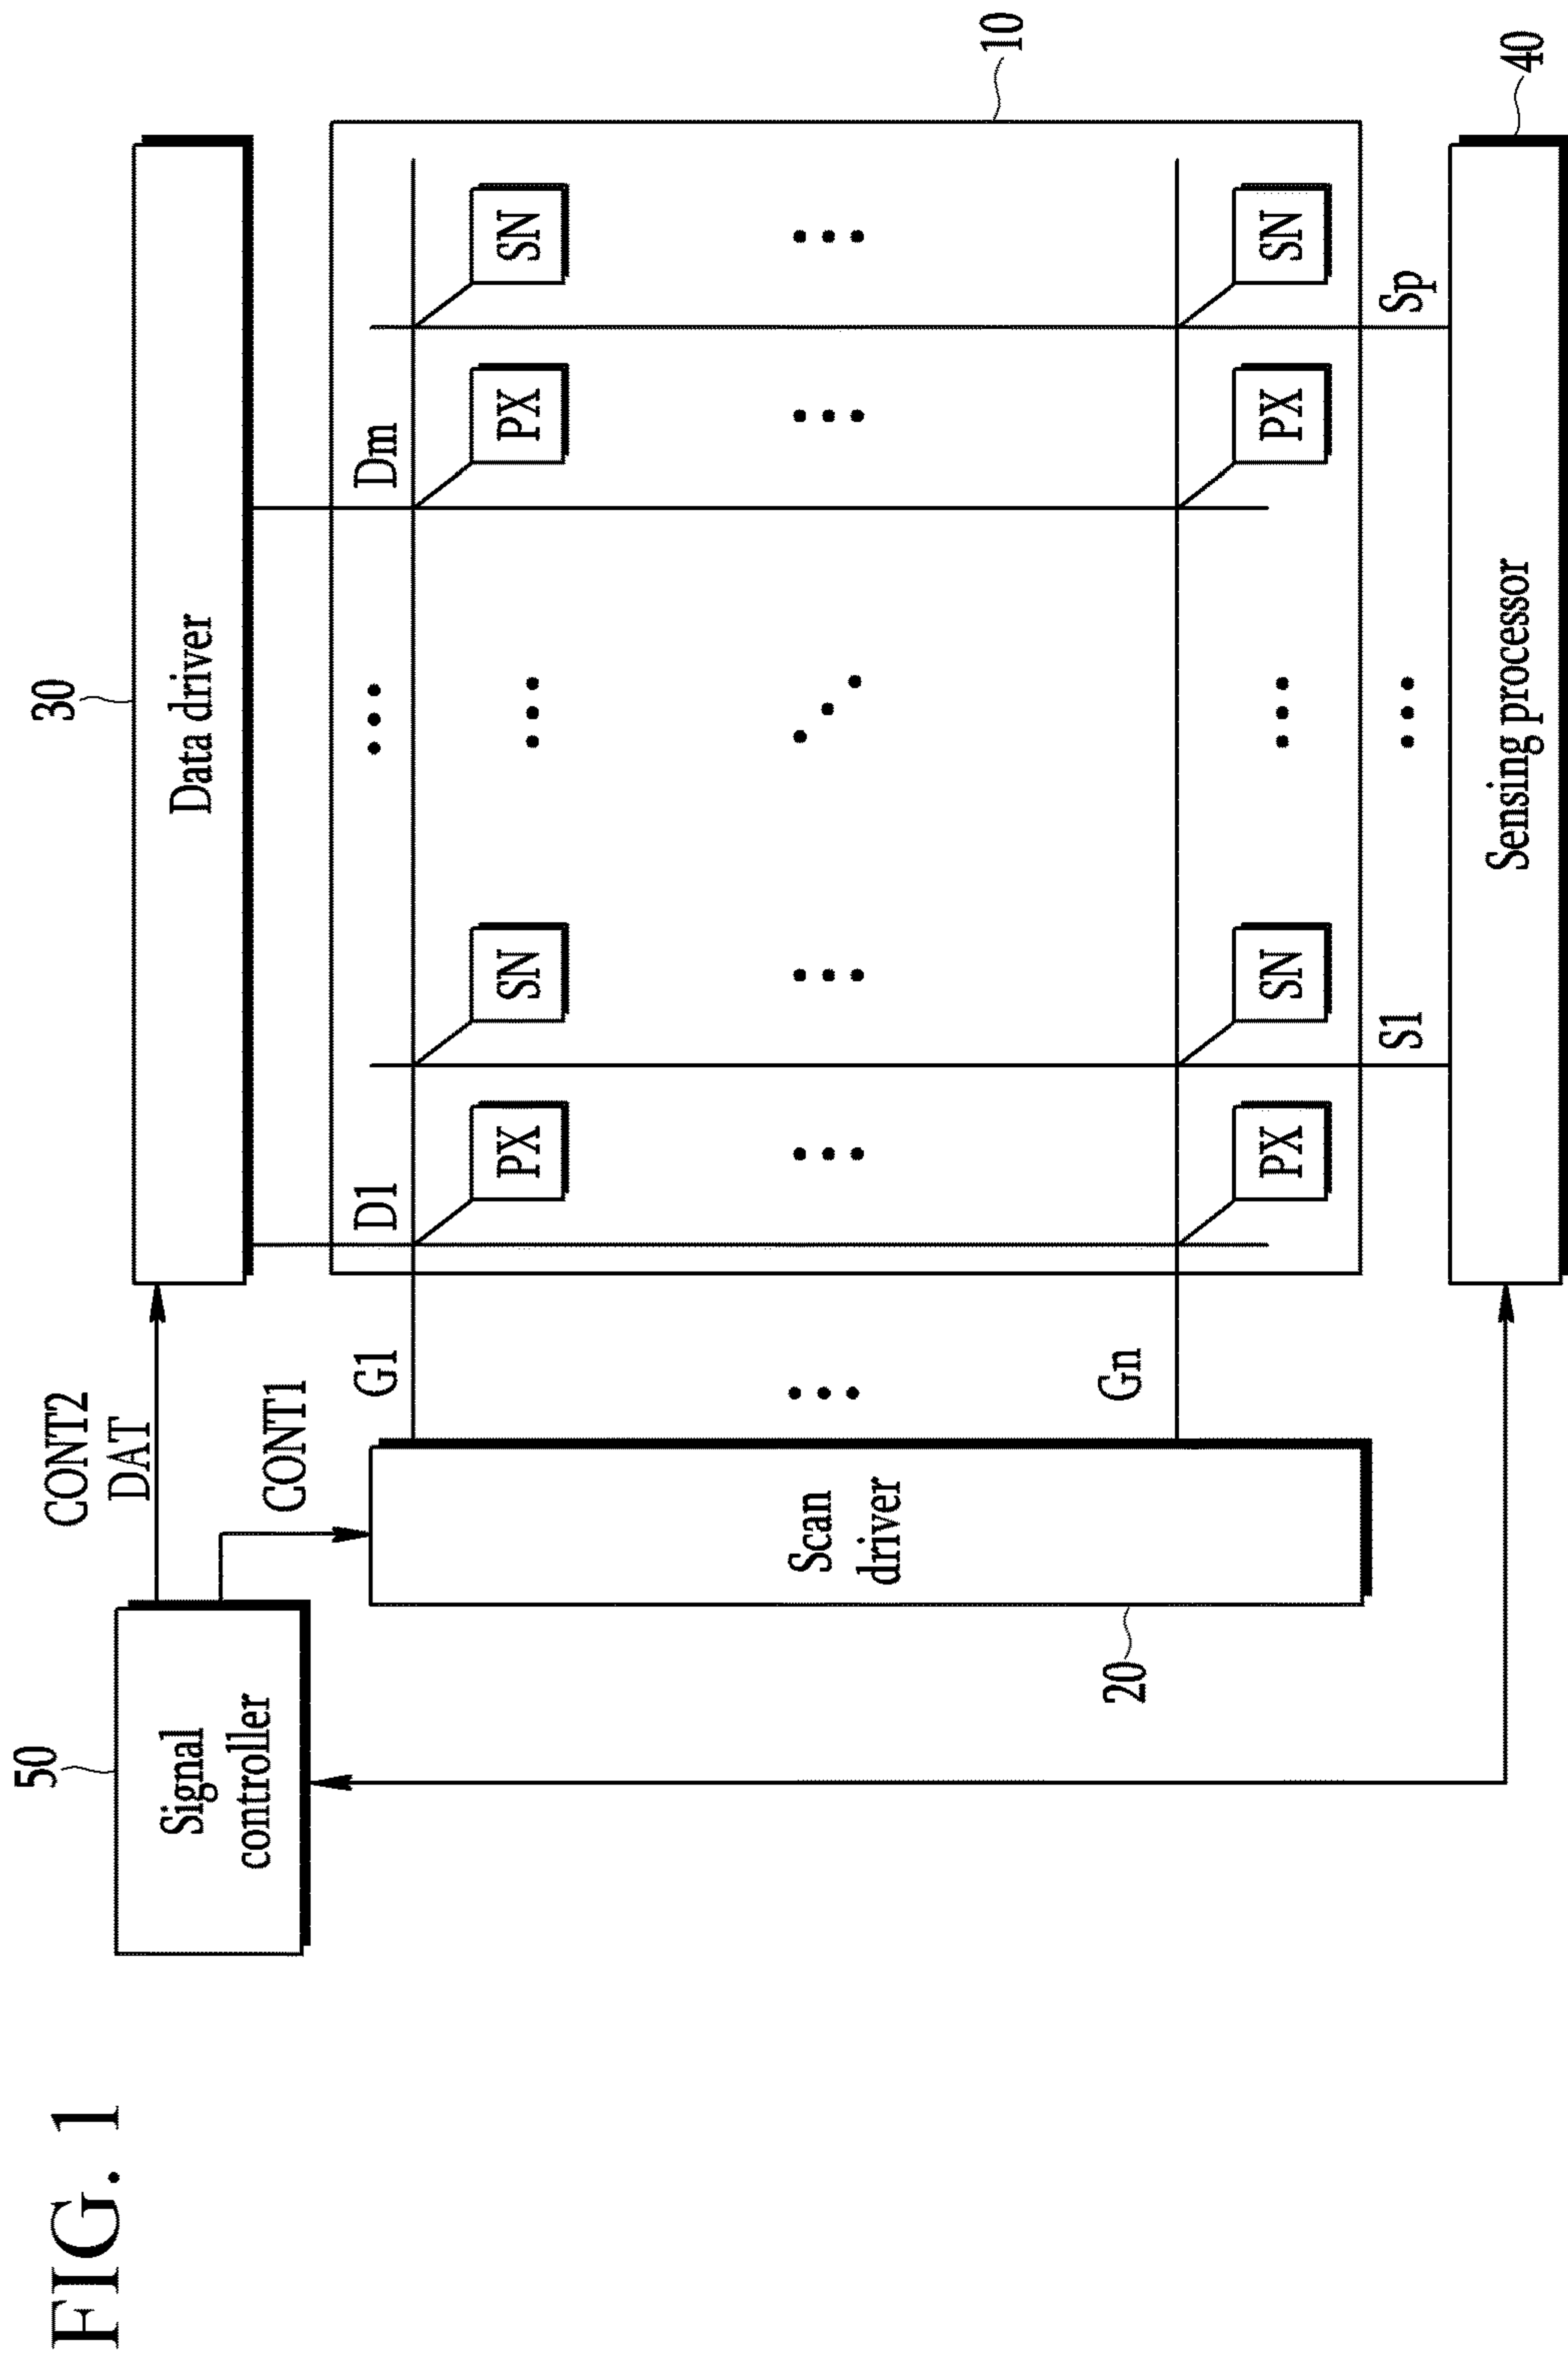 FIG. 1
50
Signal
controller
CONT2
DAT
CONT1
30
Data driver
10
20
Scan
driver
G1
Gn
D1
Dm
PX
SN
PX
SN
PX
SN
PX
SN
S1
Sp
40
Sensing processor